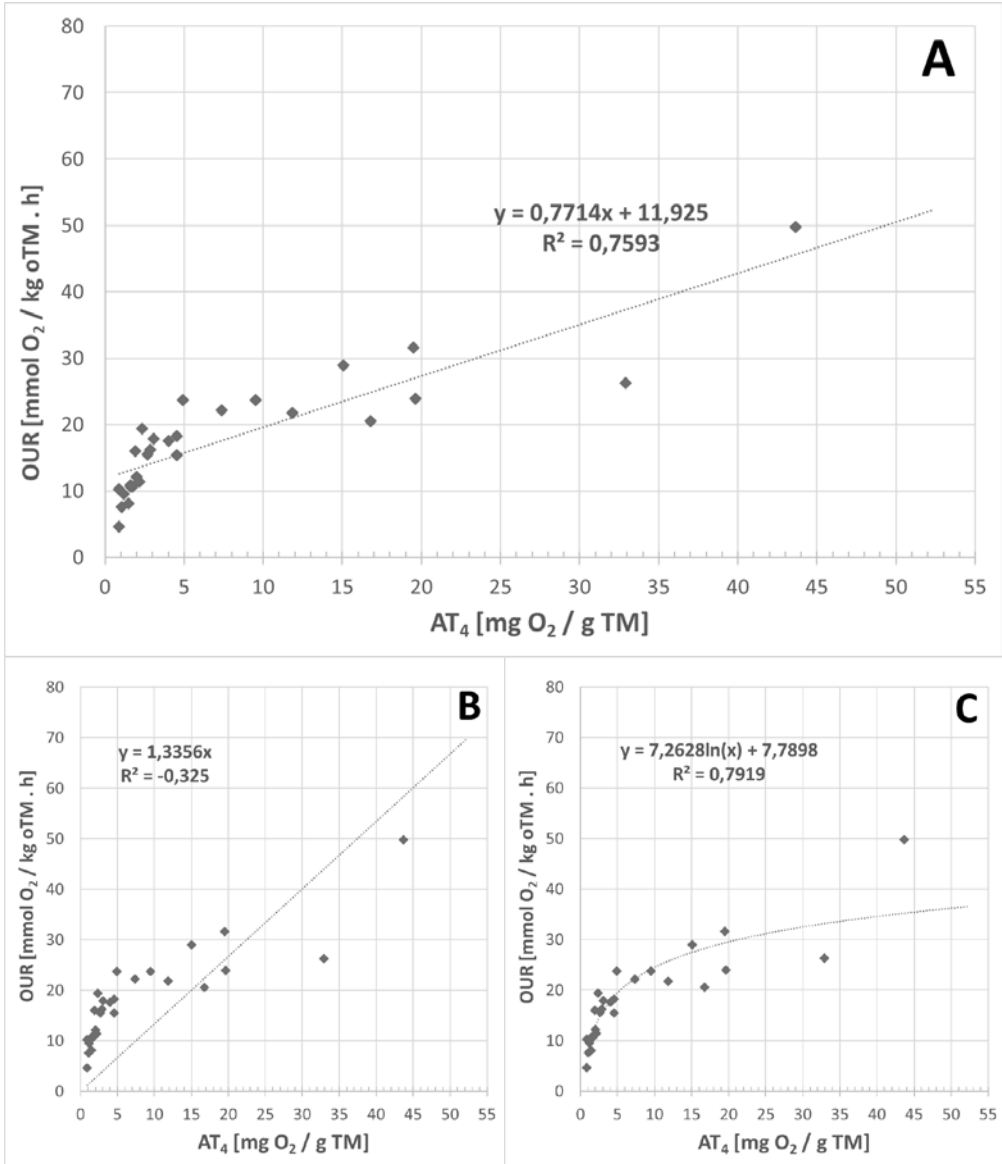 A
y = 0,7714x + 11,925
R² = 0,7593
80
70
60
50
40
30
20
10
0
OUR [mmol O₂ / kg oTM . h]
0 5 10 15 20 25 30 35 40 45 50 55
AT₄ [mg O₂ / g TM]
B
y = 1,3356x
R² = -0,325
80
70
60
50
40
30
20
10
0
OUR [mmol O₂ / kg oTM . h]
0 5 10 15 20 25 30 35 40 45 50 55
AT₄ [mg O₂ / g TM]
C
y = 7,2628ln(x) + 7,7898
R² = 0,7919
80
70
60
50
40
30
20
10
0
OUR [mmol O₂ / kg oTM . h]
0 5 10 15 20 25 30 35 40 45 50 55
AT₄ [mg O₂ / g TM]